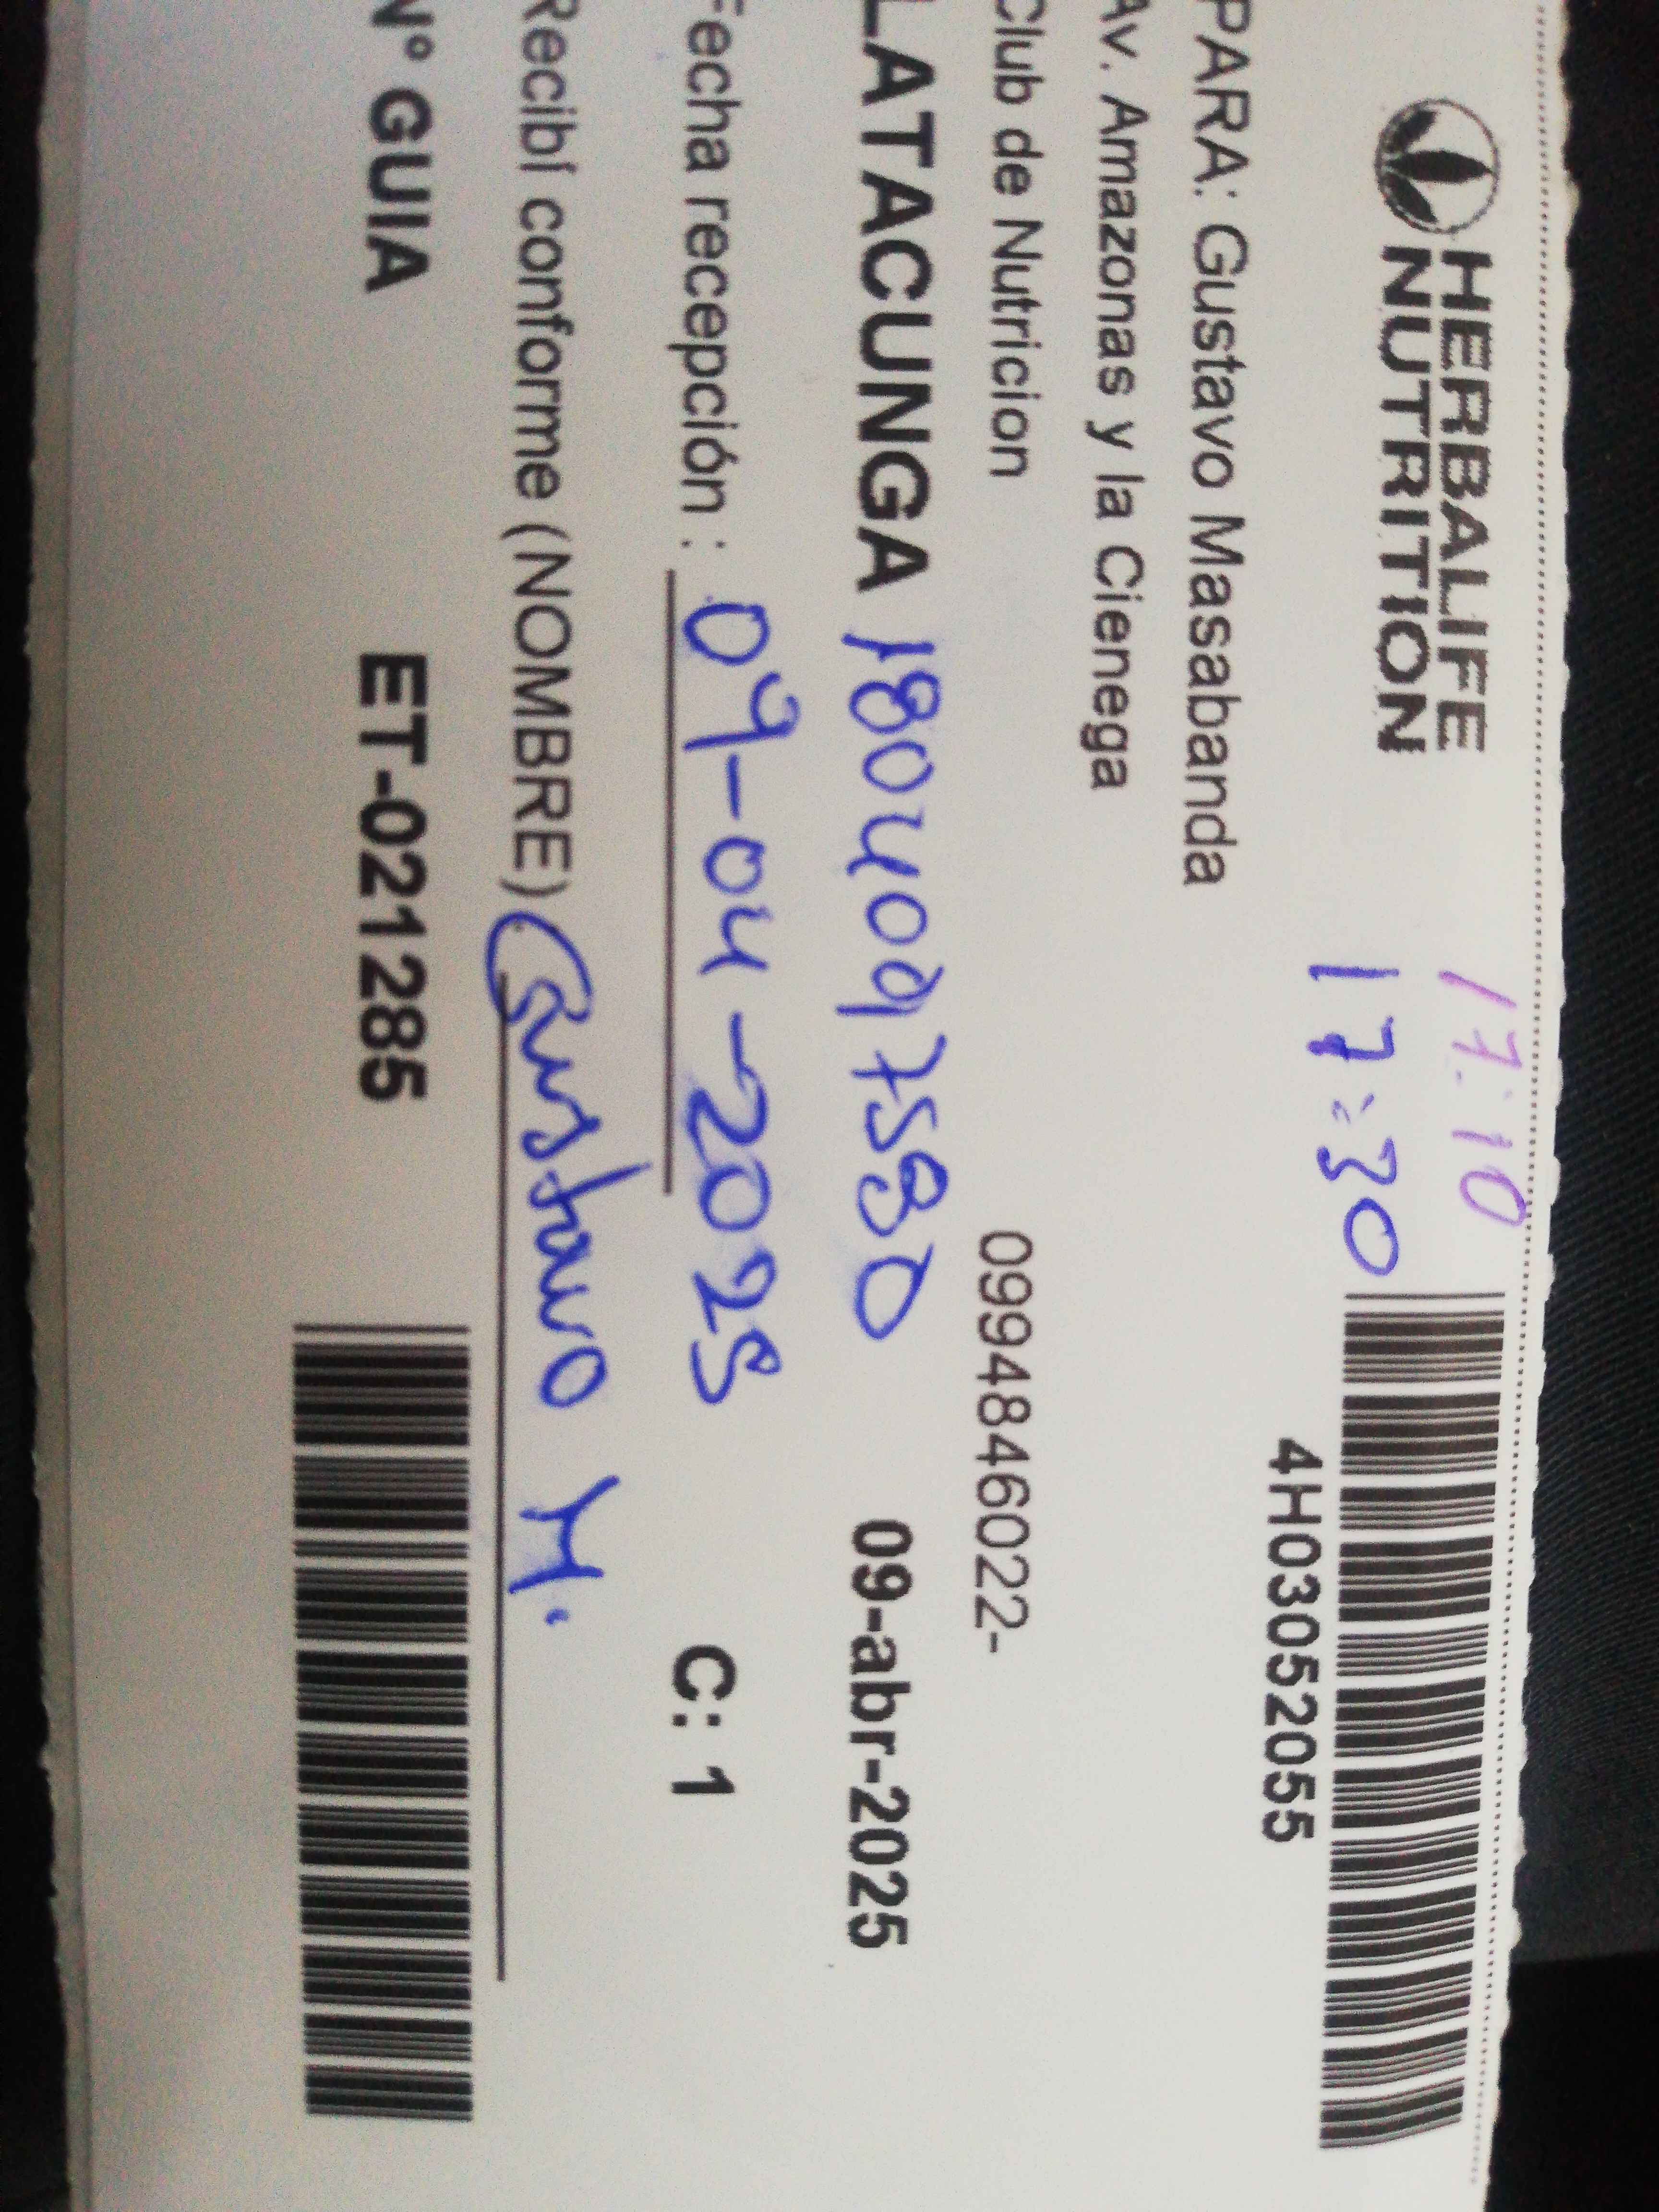 HERBALIFE
NUTRITION
17:10
17:30
4H03052055
PARA: Gustavo Masabanda
Av. Amazonas y la Cienega
Club de Nutricion 0994846022-
LATACUNGA 1804097580 09-abr-2025
Fecha recepción : 09-04-2025 C: 1
Recibí conforme (NOMBRE) Gustavo M.
N° GUIA ET-021285